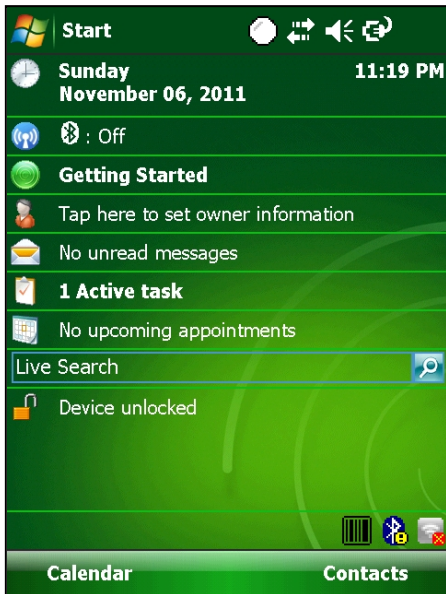 Start
Sunday 11:19 PM
November 06, 2011
: Off
Getting Started
Tap here to set owner information
No unread messages
1 Active task
No upcoming appointments
Live Search
Device unlocked
Calendar Contacts